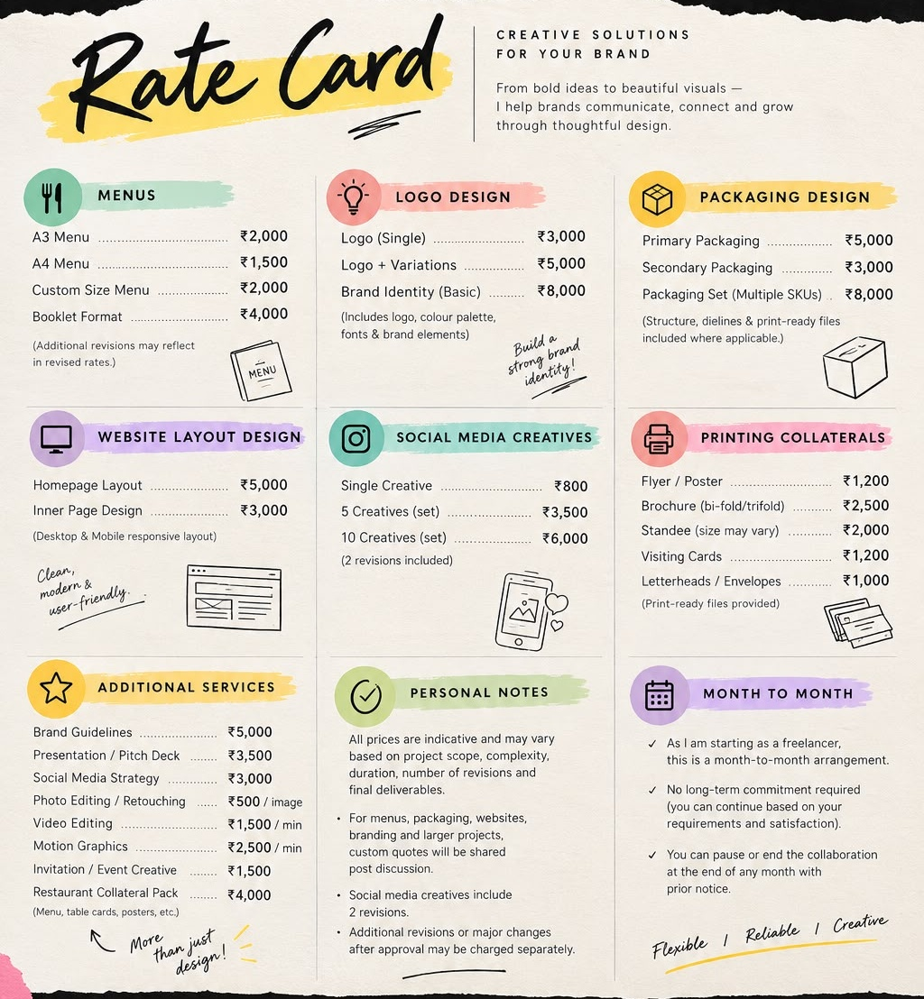 Rate Card
CREATIVE SOLUTIONS
FOR YOUR BRAND
From bold ideas to beautiful visuals —
I help brands communicate, connect and grow
through thoughtful design.
MENUS
A3 Menu ₹2,000
A4 Menu ₹1,500
Custom Size Menu ₹2,000
Booklet Format ₹4,000
(Additional revisions may reflect
in revised rates.)
MENU
LOGO DESIGN
Logo (Single) ₹3,000
Logo + Variations ₹5,000
Brand Identity (Basic) ₹8,000
(Includes logo, colour palette,
fonts & brand elements)
Build a
strong brand
identity!
PACKAGING DESIGN
Primary Packaging ₹5,000
Secondary Packaging ₹3,000
Packaging Set (Multiple SKUs) ₹8,000
(Structure, dielines & print-ready files
included where applicable.)
WEBSITE LAYOUT DESIGN
Homepage Layout ₹5,000
Inner Page Design ₹3,000
(Desktop & Mobile responsive layout)
Clean,
modern &
user-friendly.
SOCIAL MEDIA CREATIVES
Single Creative ₹800
5 Creatives (set) ₹3,500
10 Creatives (set) ₹6,000
(2 revisions included)
PRINTING COLLATERALS
Flyer / Poster ₹1,200
Brochure (bi-fold/trifold) ₹2,500
Standee (size may vary) ₹2,000
Visiting Cards ₹1,200
Letterheads / Envelopes ₹1,000
(Print-ready files provided)
ADDITIONAL SERVICES
Brand Guidelines ₹5,000
Presentation / Pitch Deck ₹3,500
Social Media Strategy ₹3,000
Photo Editing / Retouching ₹500 / image
Video Editing ₹1,500 / min
Motion Graphics ₹2,500 / min
Invitation / Event Creative ₹1,500
Restaurant Collateral Pack ₹4,000
(Menu, table cards, posters, etc.)
More
than just
design!
PERSONAL NOTES
All prices are indicative and may vary
based on project scope, complexity,
duration, number of revisions and
final deliverables.
• For menus, packaging, websites,
branding and larger projects,
custom quotes will be shared
post discussion.
• Social media creatives include
2 revisions.
• Additional revisions or major changes
after approval may be charged separately.
MONTH TO MONTH
✓ As I am starting as a freelancer,
this is a month-to-month arrangement.
✓ No long-term commitment required
(you can continue based on your
requirements and satisfaction).
✓ You can pause or end the collaboration
at the end of any month with
prior notice.
Flexible / Reliable / Creative